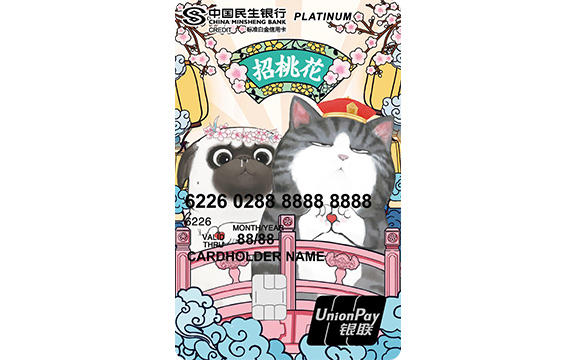 中国民生银行
CHINA MINSHENG BANK
PLATINUM
CREDIT 标准白金信用卡
招桃花
6226 0288 8888 8888
6226
MONTH/YEAR
VALID THRU 88/88
CARDHOLDER NAME
UnionPay
银联